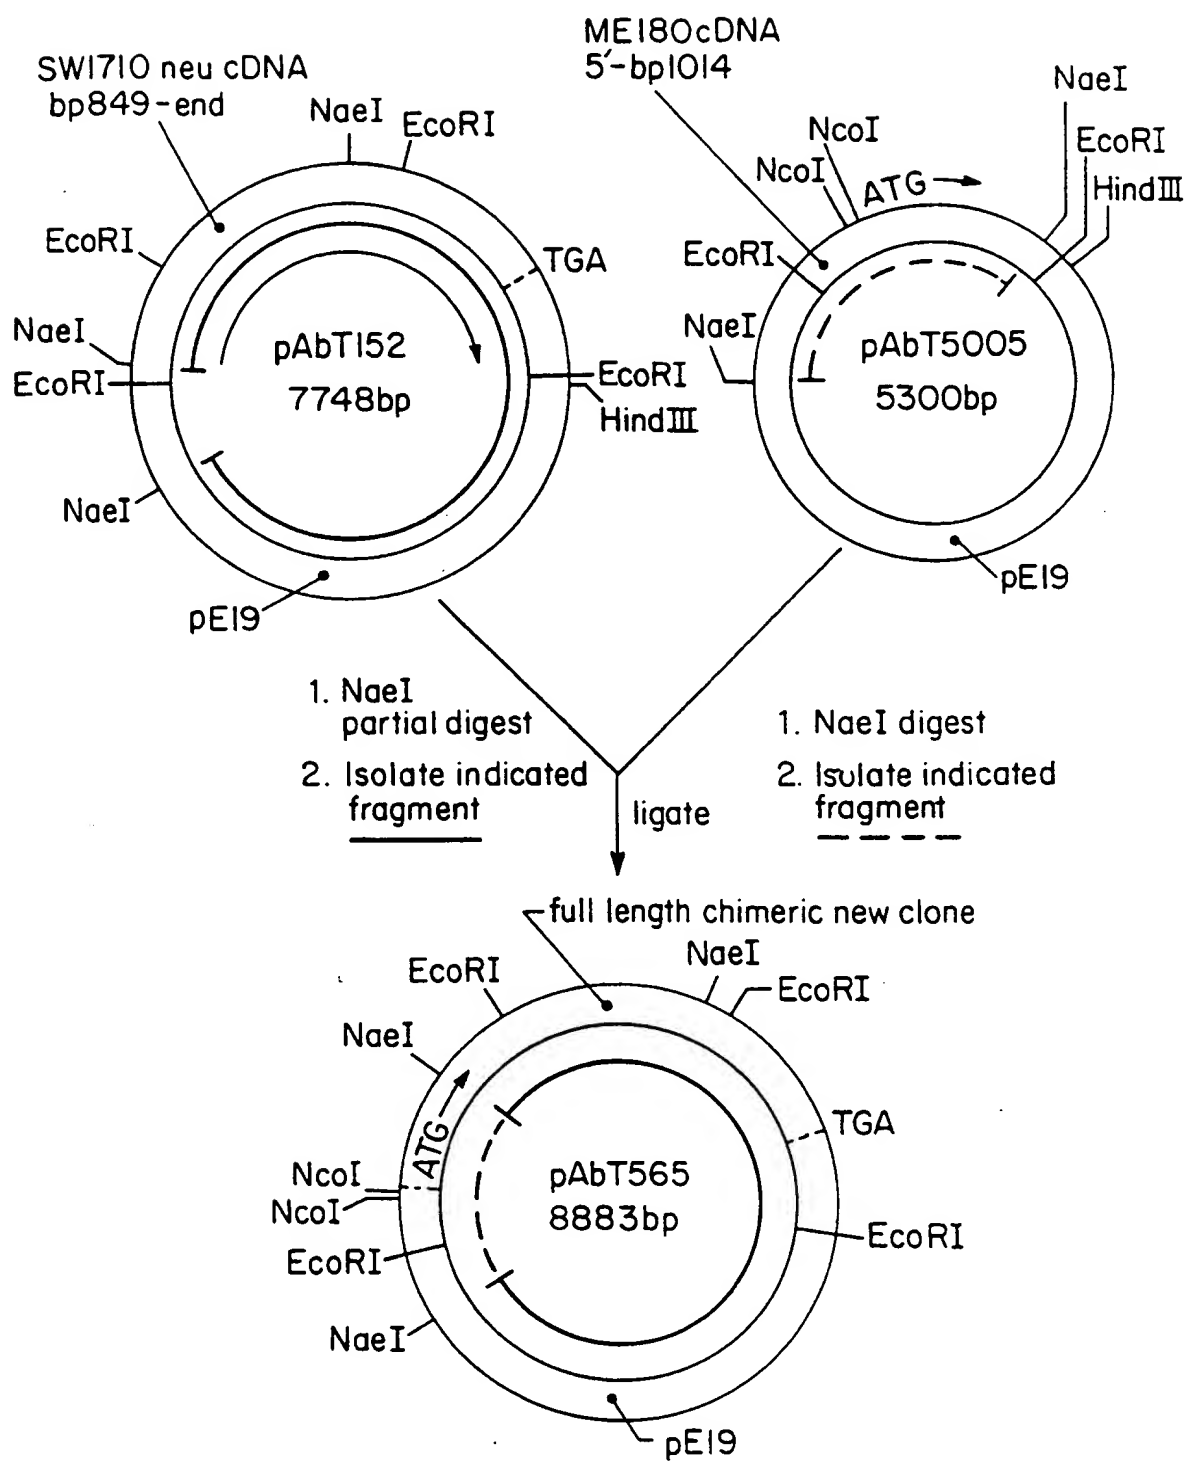 SW1710 neu cDNA
bp849-end
NaeI
EcoRI
EcoRI
TGA
NaeI
EcoRI
pAbT152
7748bp
EcoRI
HindIII
NaeI
pE19
ME180cDNA
5'-bp1014
NaeI
NcoI
EcoRI
NcoI
ATG
HindIII
EcoRI
NaeI
pAbT5005
5300bp
pE19
1. NaeI
partial digest
2. Isolate indicated
fragment
1. NaeI digest
2. Isulate indicated
fragment
ligate
full length chimeric new clone
NaeI
EcoRI
EcoRI
NaeI
ATG
TGA
NcoI
NcoI
pAbT565
8883bp
EcoRI
EcoRI
NaeI
pE19